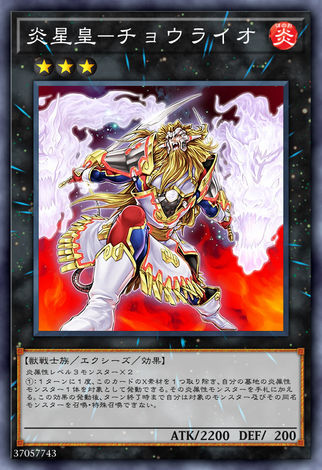 炎星皇－チョウライオ
炎
【獣戦士族／エクシーズ／効果】
炎属性レベル３モンスター×２
①：１ターンに１度、このカードのX素材を１つ取り除き、自分の墓地の炎属性
モンスター１体を対象として発動できる。その炎属性モンスターを手札に加え
る。この効果の発動後、ターン終了時まで自分は対象のモンスター及びその同名
モンスターを召喚・特殊召喚できない。
ATK/2200 DEF/ 200
37057743